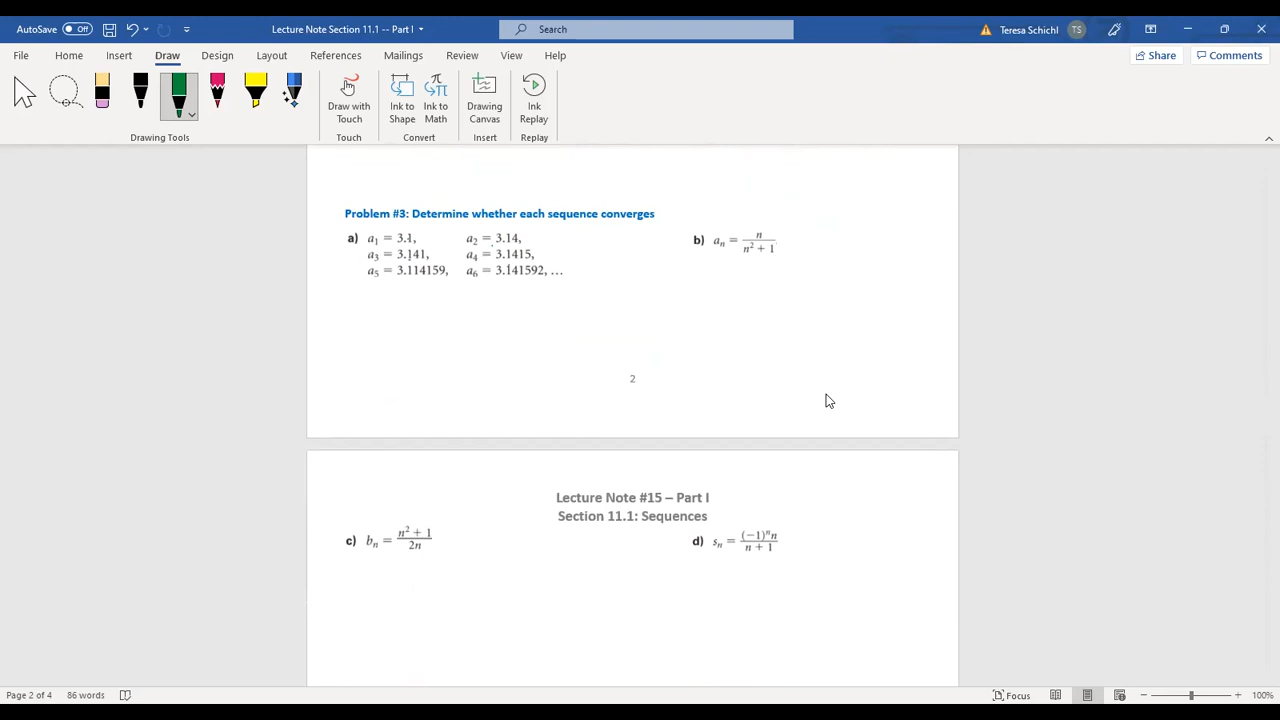 AutoSave Off
Lecture Note Section 11.1 -- Part I
Search
Teresa Schichl TS
File Home Insert Draw Design Layout References Mailings Review View Help
Share Comments
Draw with Touch
Ink to Shape
Ink to Math
Drawing Canvas
Ink Replay
Drawing Tools Touch Convert Insert Replay
Problem #3: Determine whether each sequence converges
a) a₁ = 3.1, a₂ = 3.14,
a₃ = 3.141, a₄ = 3.1415,
a₅ = 3.114159, a₆ = 3.141592, …
b) aₙ = n / (n² + 1)
2
Lecture Note #15 – Part I
Section 11.1: Sequences
c) bₙ = (n² + 1) / 2n
d) sₙ = (−1)ⁿn / (n + 1)
Page 2 of 4 86 words Focus 100%